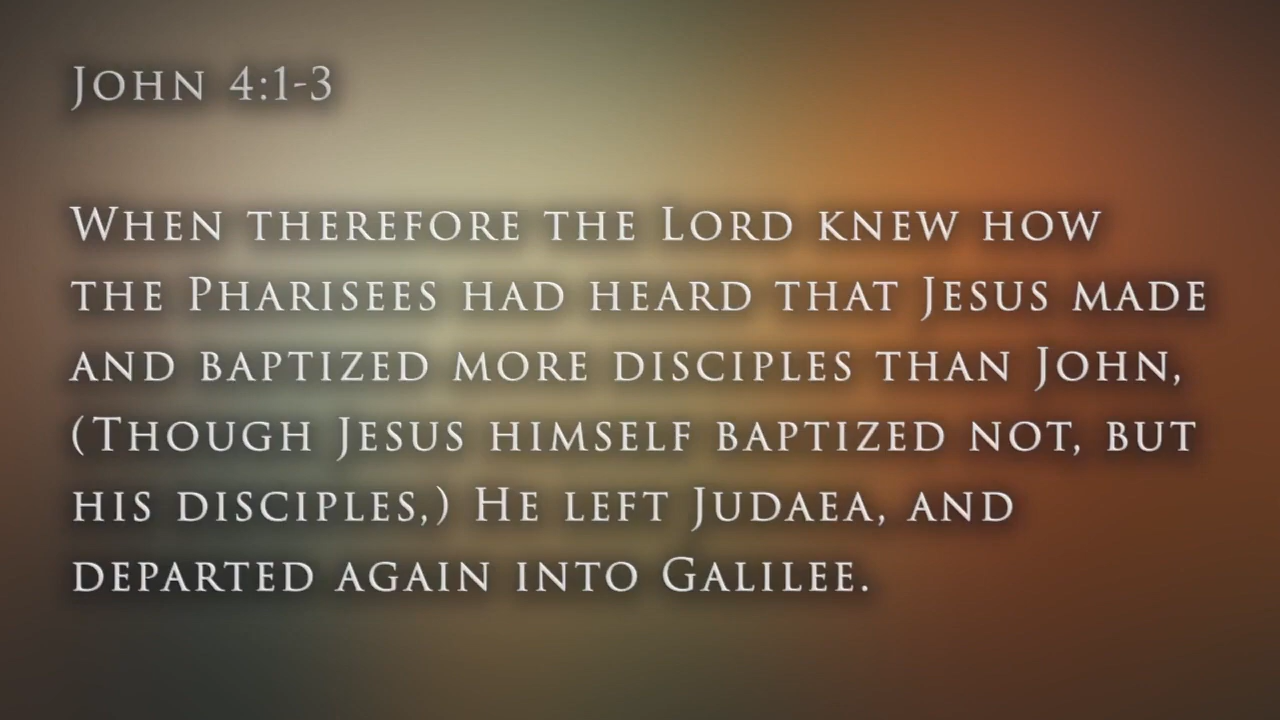 John 4:1-3
When therefore the Lord knew how
the Pharisees had heard that Jesus made
and baptized more disciples than John,
(Though Jesus himself baptized not, but
his disciples,) He left Judaea, and
departed again into Galilee.